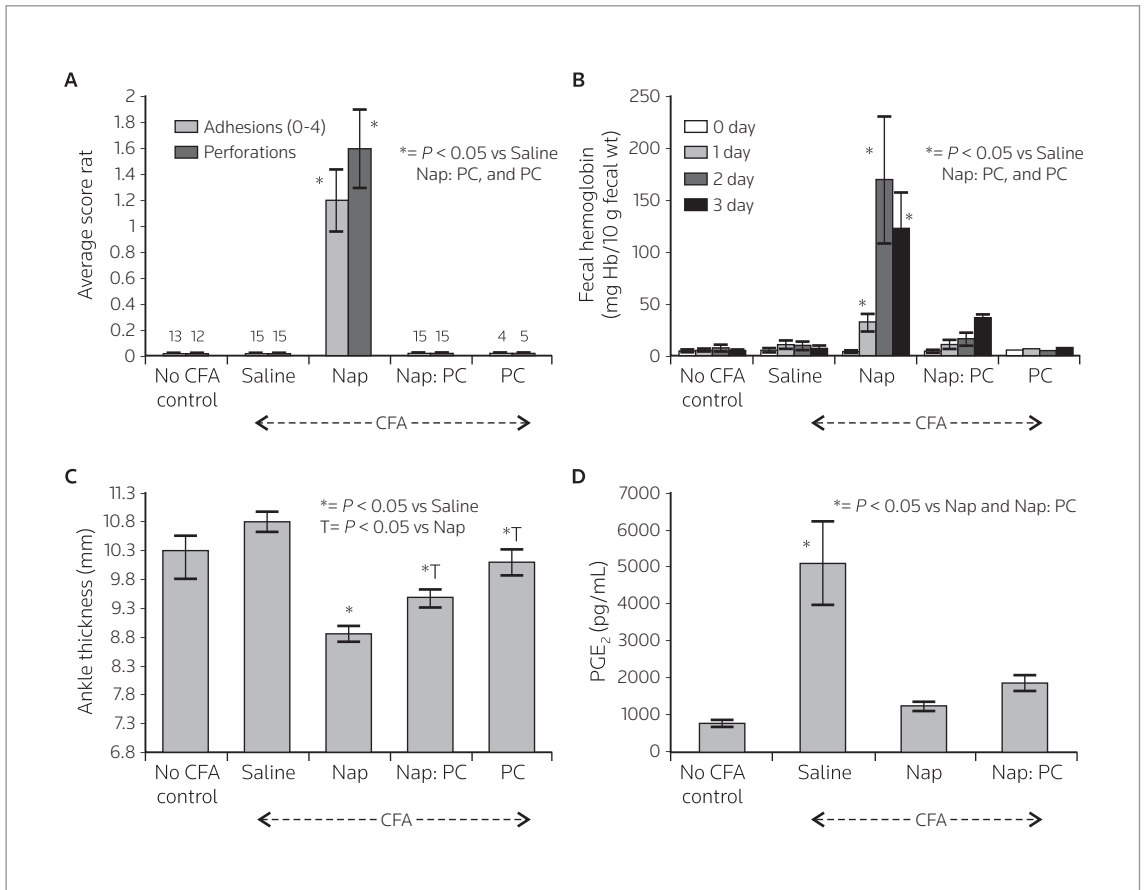 A
Average score rat
2
1.8
1.6
1.4
1.2
1
0.8
0.6
0.4
0.2
0
Adhesions (0-4)
Perforations
*
*
*= P < 0.05 vs Saline
Nap: PC, and PC
13 12 15 15 15 15 4 5
No CFA Saline Nap Nap: PC PC
control
CFA
B
Fecal hemoglobin
(mg Hb/10 g fecal wt)
250
200
150
100
50
0
0 day
1 day
2 day
3 day
*
*
*
*= P < 0.05 vs Saline
Nap: PC, and PC
No CFA Saline Nap Nap: PC PC
control
CFA
C
Ankle thickness (mm)
11.3
10.8
10.3
9.8
9.3
8.8
8.3
7.8
7.3
6.8
*= P < 0.05 vs Saline
T= P < 0.05 vs Nap
*
*T
*T
No CFA Saline Nap Nap: PC PC
control
CFA
D
PGE₂ (pg/mL)
7000
6000
5000
4000
3000
2000
1000
0
*= P < 0.05 vs Nap and Nap: PC
*
No CFA Saline Nap Nap: PC
control
CFA